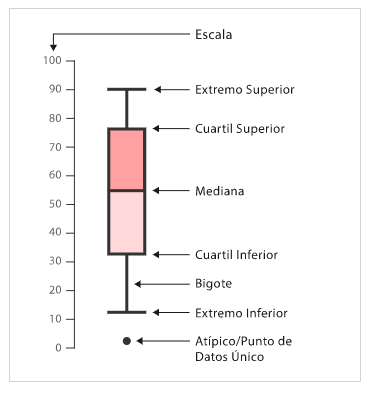 Escala
100
90
Extremo Superior
80
Cuartil Superior
70
60
Mediana
50
40
Cuartil Inferior
30
Bigote
20
Extremo Inferior
10
0
Atípico/Punto de
Datos Único